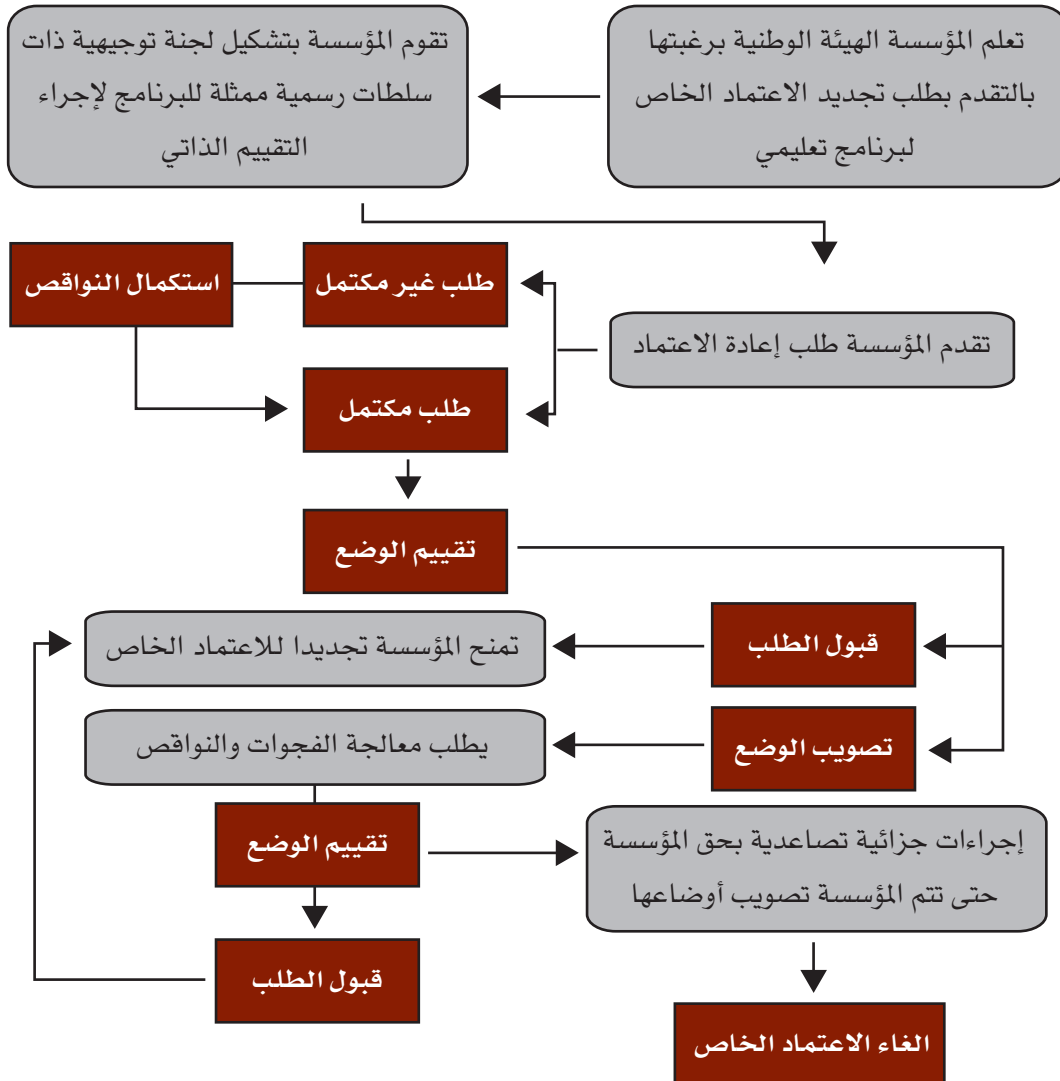 تعلم المؤسسة الهيئة الوطنية برغبتها
بالتقدم بطلب تجديد الاعتماد الخاص
لبرنامج تعليمي
تقوم المؤسسة بتشكيل لجنة توجيهية ذات
سلطات رسمية ممثلة للبرنامج لإجراء
التقييم الذاتي
تقدم المؤسسة طلب إعادة الاعتماد
طلب غير مكتمل
استكمال النواقص
طلب مكتمل
تقييم الوضع
قبول الطلب
تمنح المؤسسة تجديدا للاعتماد الخاص
تصويب الوضع
يطلب معالجة الفجوات والنواقص
تقييم الوضع
إجراءات جزائية تصاعدية بحق المؤسسة
حتى تتم المؤسسة تصويب أوضاعها
قبول الطلب
الغاء الاعتماد الخاص